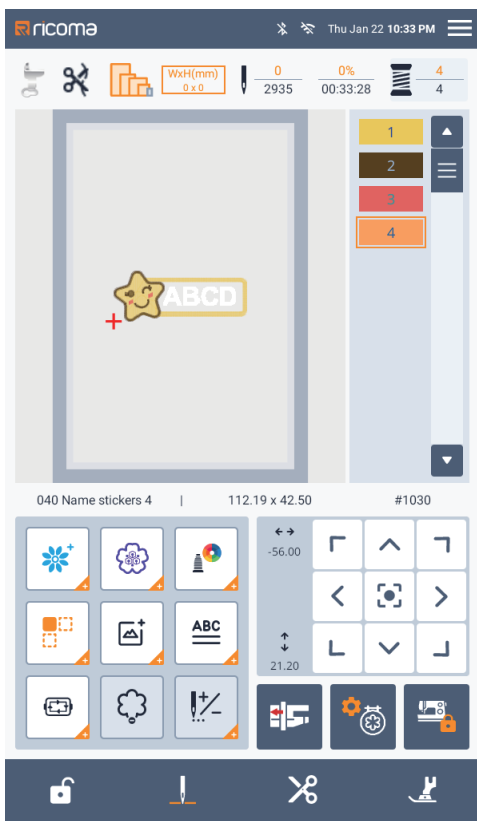 ricoma Thu Jan 22 10:33 PM
WxH(mm) 0 0% 4
0 x 0 2935 00:33:28 4
1
2
3
4
ABCD
040 Name stickers 4 | 112.19 x 42.50 #1030
-56.00
ABC
21.20